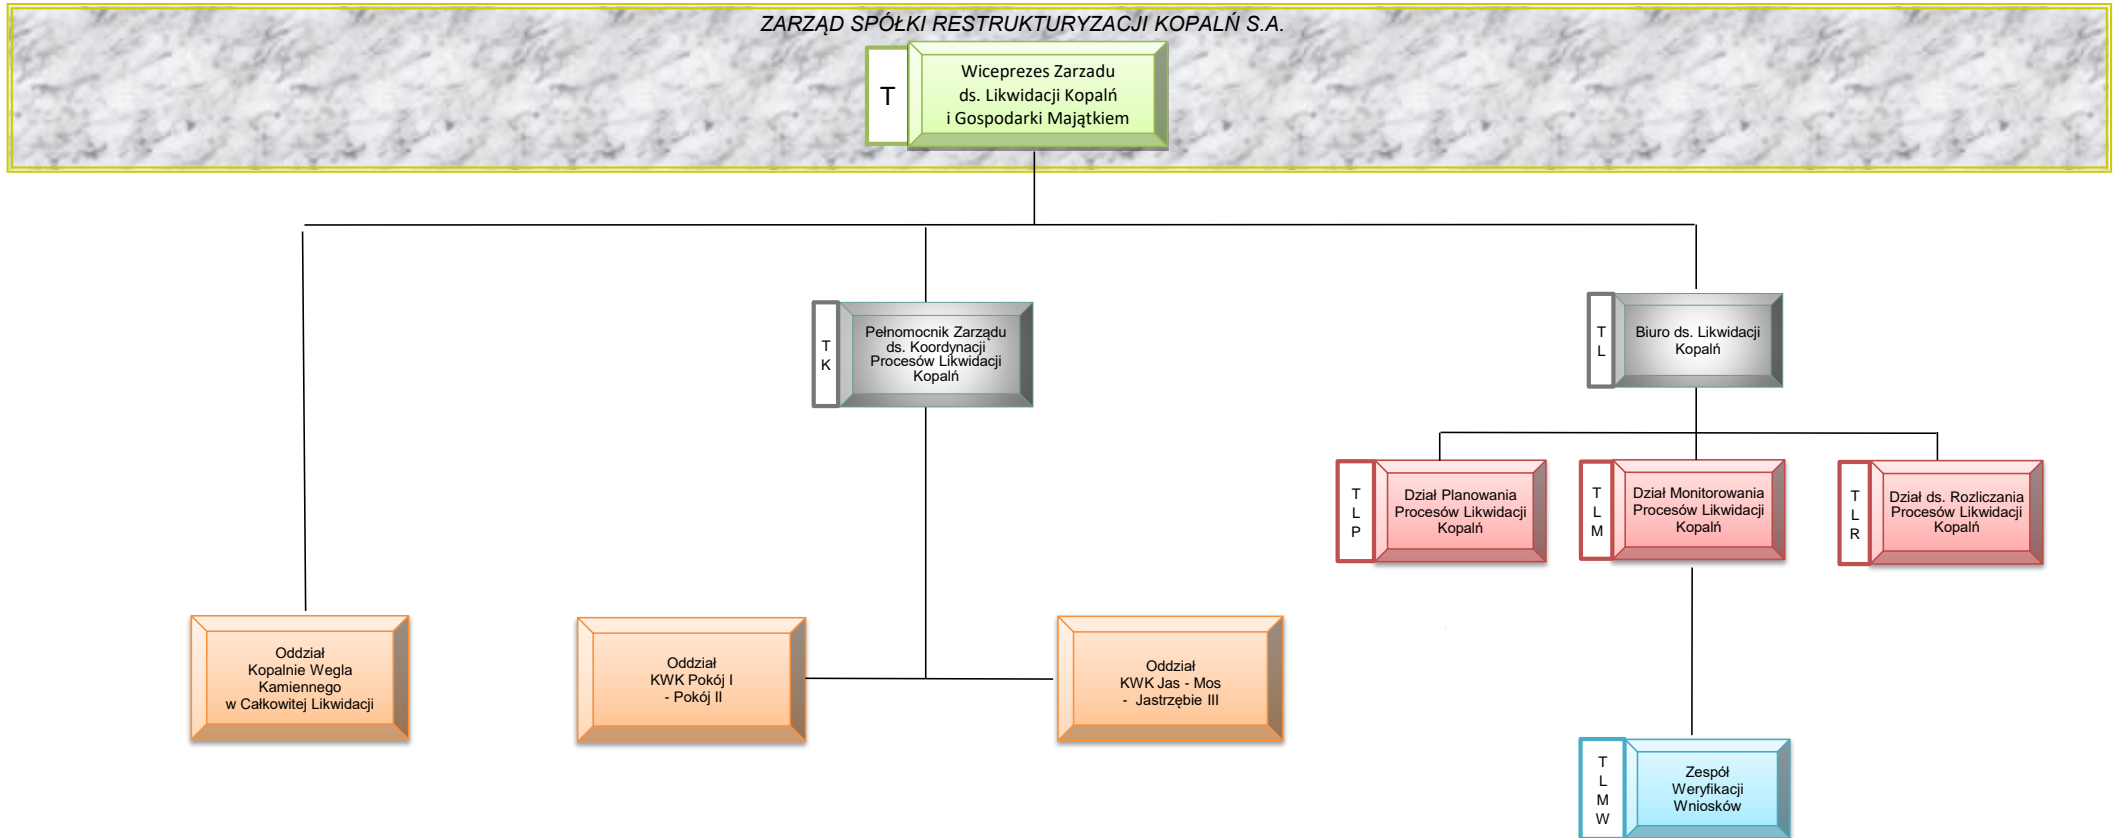 ZARZĄD SPÓŁKI RESTRUKTURYZACJI KOPALŃ S.A.
T
Wiceprezes Zarzadu
ds. Likwidacji Kopalń
i Gospodarki Majątkiem
T
K
Pełnomocnik Zarządu
ds. Koordynacji
Procesów Likwidacji
Kopalń
T
L
Biuro ds. Likwidacji
Kopalń
T
L
P
Dział Planowania
Procesów Likwidacji
Kopalń
T
L
M
Dział Monitorowania
Procesów Likwidacji
Kopalń
T
L
R
Dział ds. Rozliczania
Procesów Likwidacji
Kopalń
Oddział
Kopalnie Wegla
Kamiennego
w Całkowitej Likwidacji
Oddział
KWK Pokój I
- Pokój II
Oddział
KWK Jas - Mos
- Jastrzębie III
T
L
M
W
Zespół
Weryfikacji
Wniosków